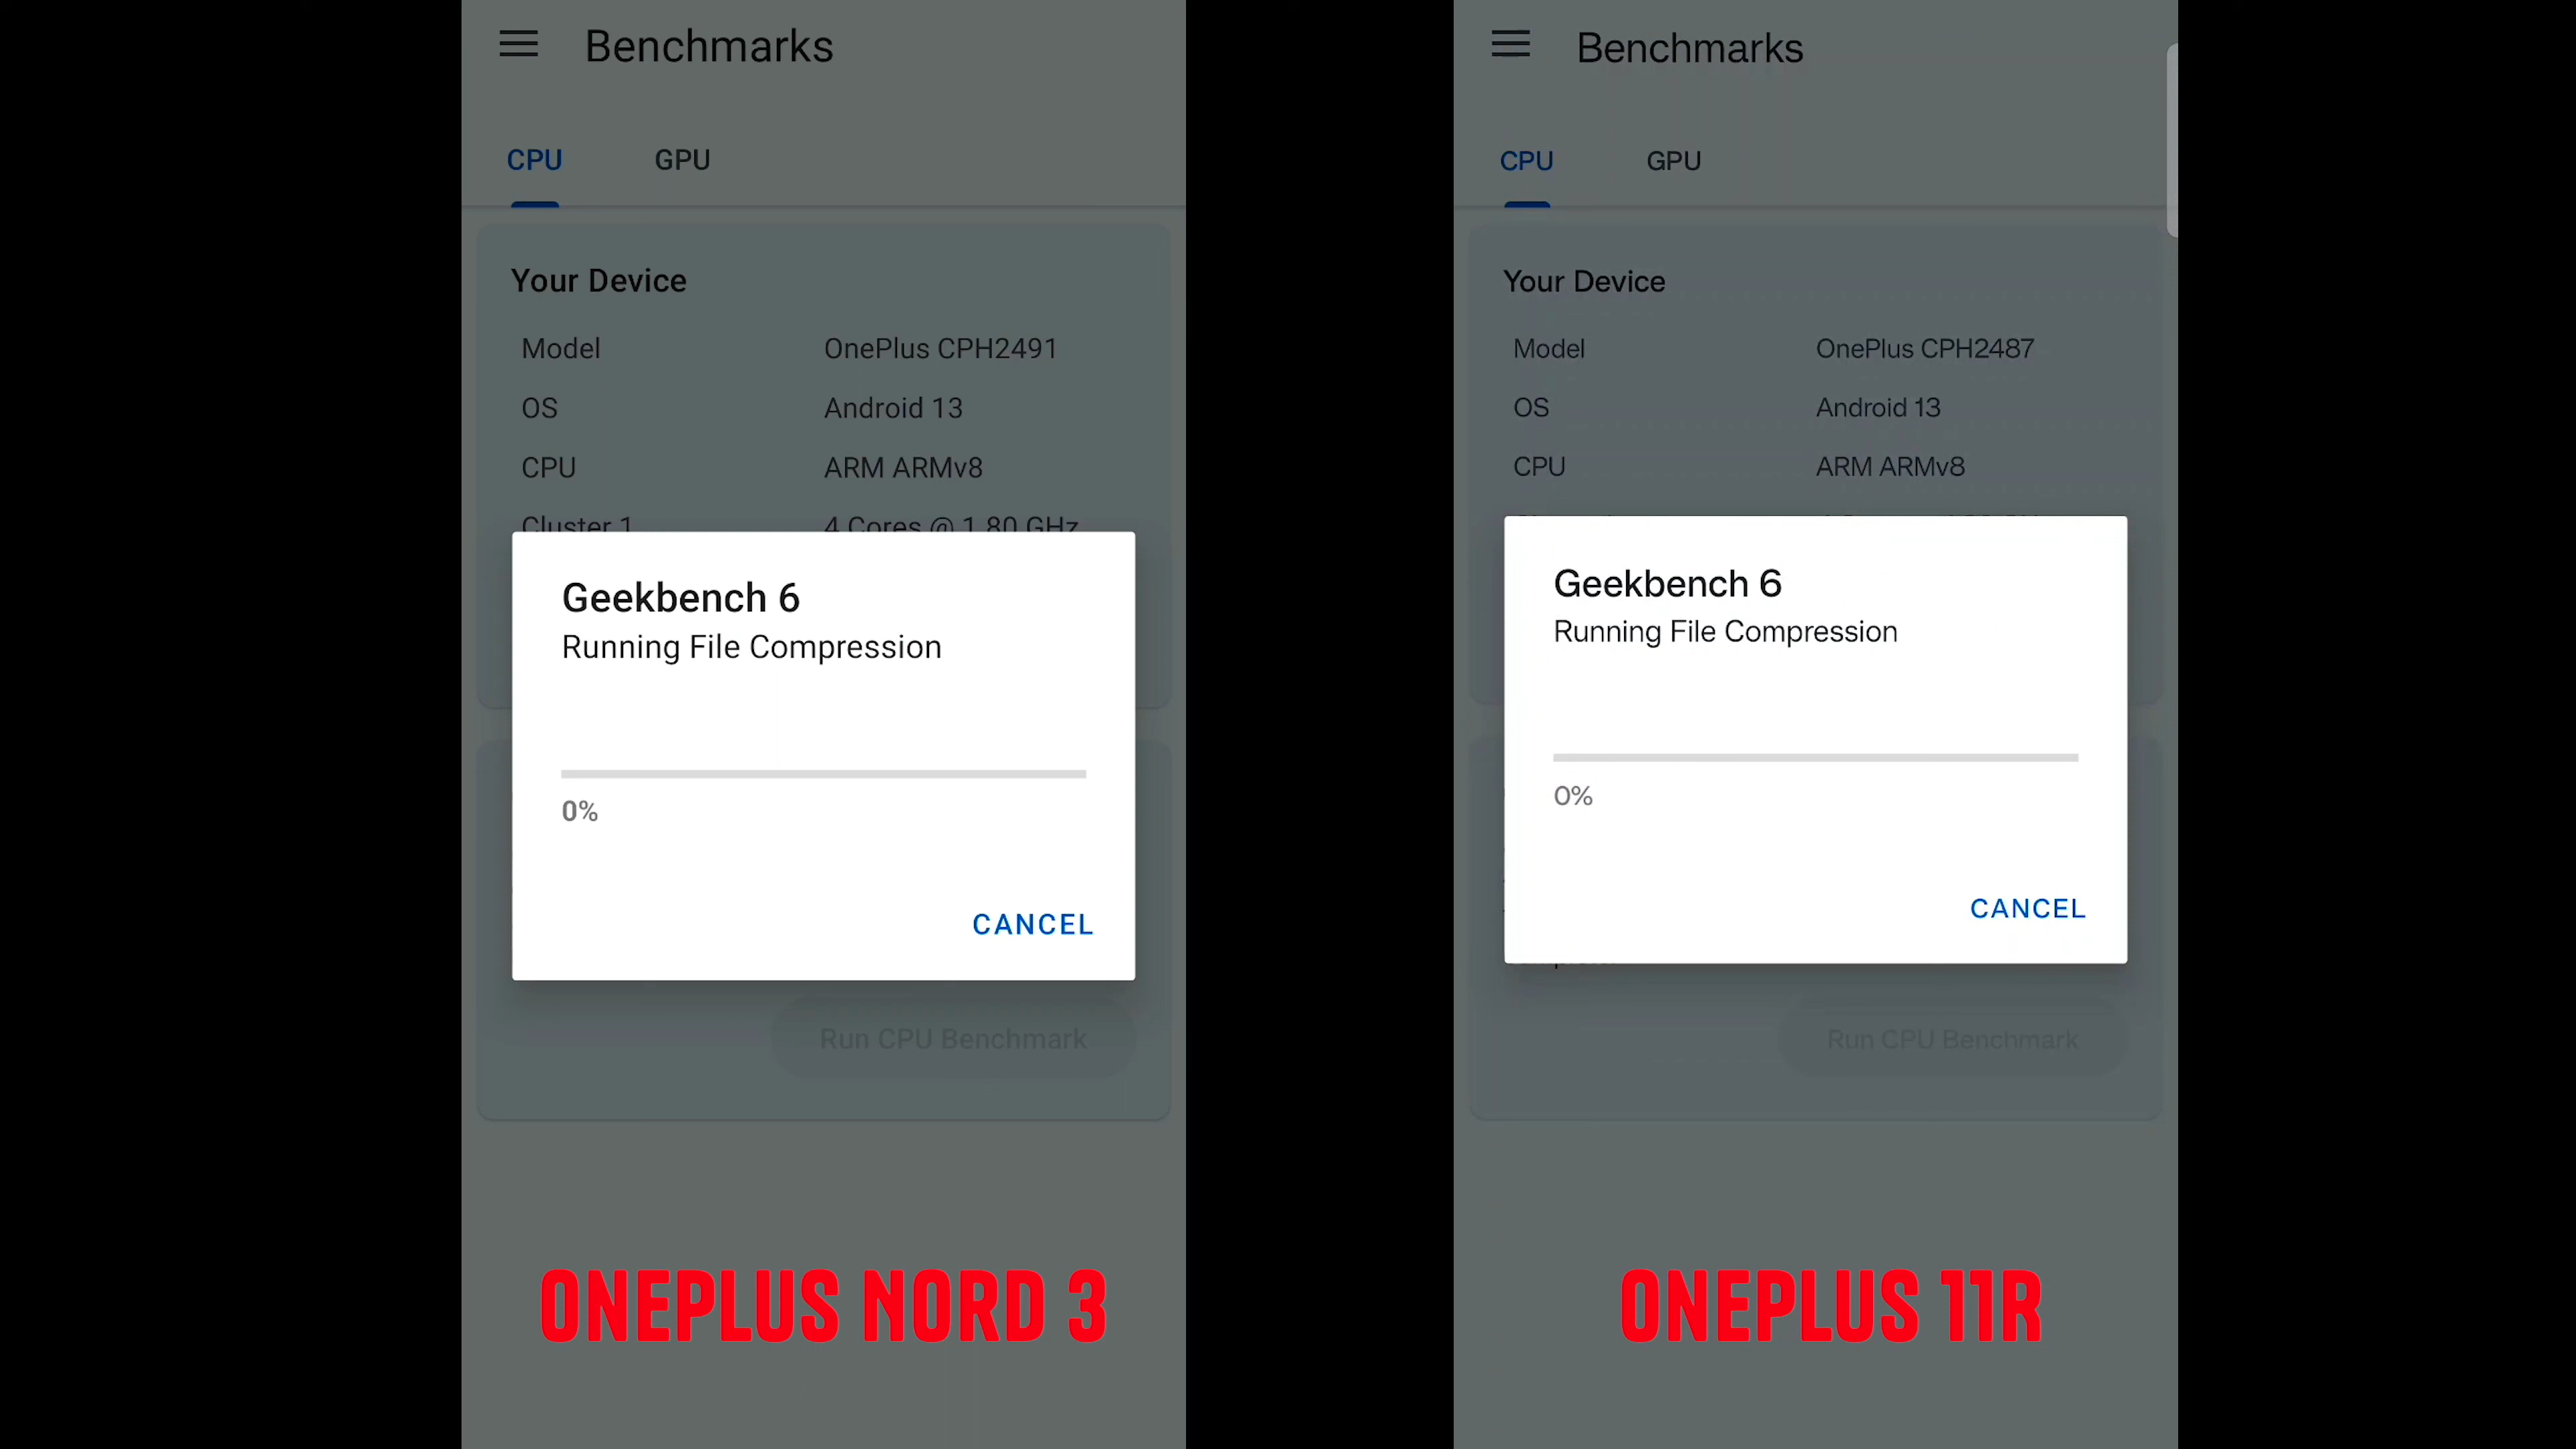 Benchmarks
CPU GPU
Your Device
Model OnePlus CPH2491
OS Android 13
CPU ARM ARMv8
Cluster 1 4 Cores @ 1.80 GHz
Geekbench 6
Running File Compression
0%
CANCEL
Run CPU Benchmark
ONEPLUS NORD 3
Benchmarks
CPU GPU
Your Device
Model OnePlus CPH2487
OS Android 13
CPU ARM ARMv8
Geekbench 6
Running File Compression
0%
CANCEL
Run CPU Benchmark
ONEPLUS 11R